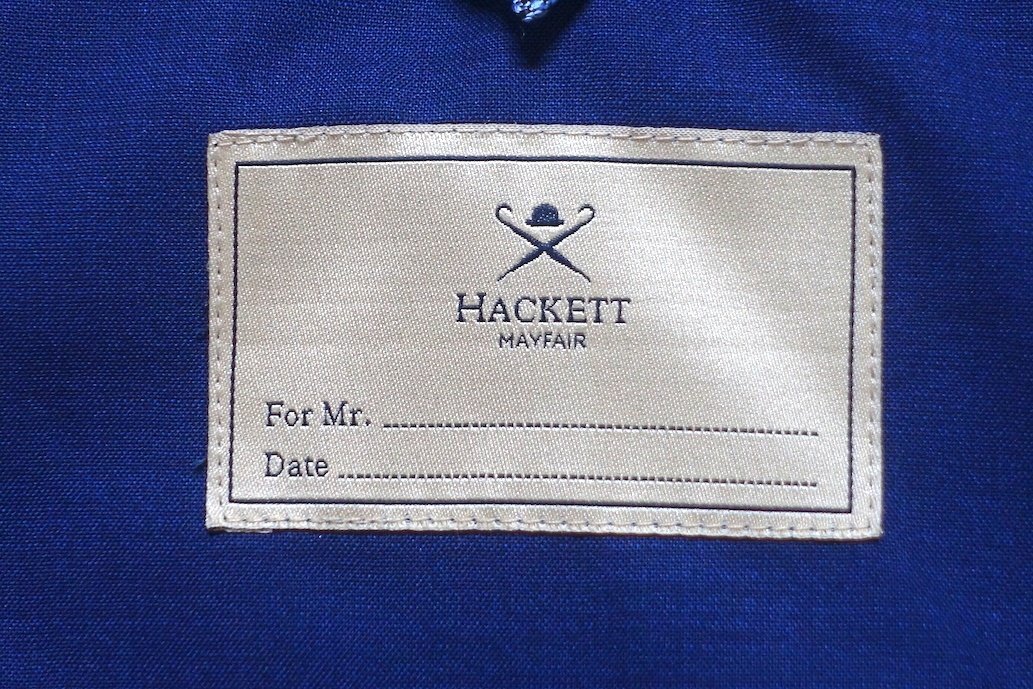 HACKETT
MAYFAIR
For Mr.
Date